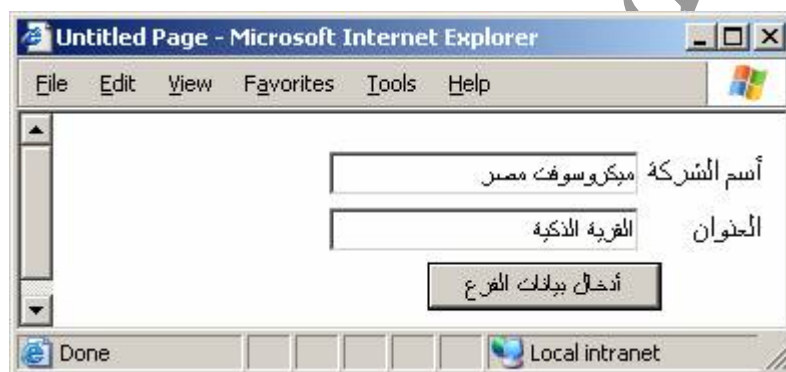 Untitled Page - Microsoft Internet Explorer
File Edit View Favorites Tools Help
أسم الشركة ميكروسوفت مصر
العنوان القرية الذكية
أدخال بيانات الفرع
Done Local intranet